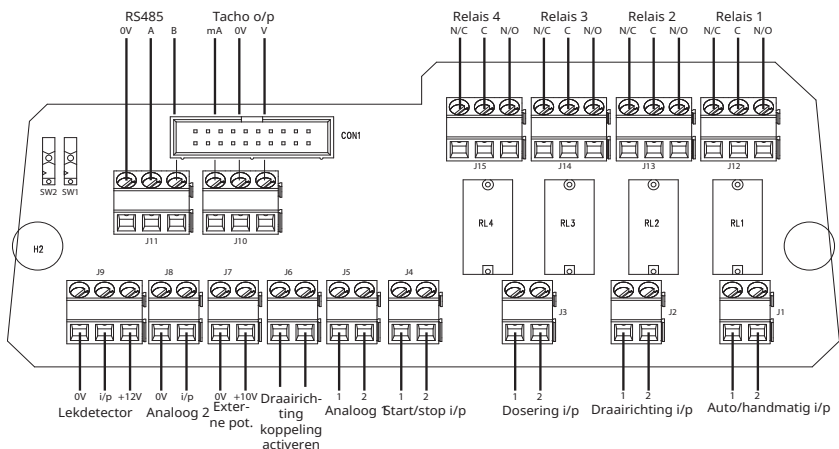 RS485 Tacho o/p Relais 4 Relais 3 Relais 2 Relais 1
0V A B mA 0V V N/C C N/O N/C C N/O N/C C N/O N/C C N/O
CON1
J15 J14 J13 J12
SW2 SW1
RL4 RL3 RL2 RL1
J11 J10
H2
J9 J8 J7 J6 J5 J4
J3 J2 J1
0V i/p +12V 0V i/p 0V +10V 1 2 1 2 1 2 1 2 1 2
Lekdetector Analoog 2 Exter-
ne pot.
Draairich-
ting
koppeling
activeren
Analoog 1 Start/stop i/p Dosering i/p Draairichting i/p Auto/handmatig i/p